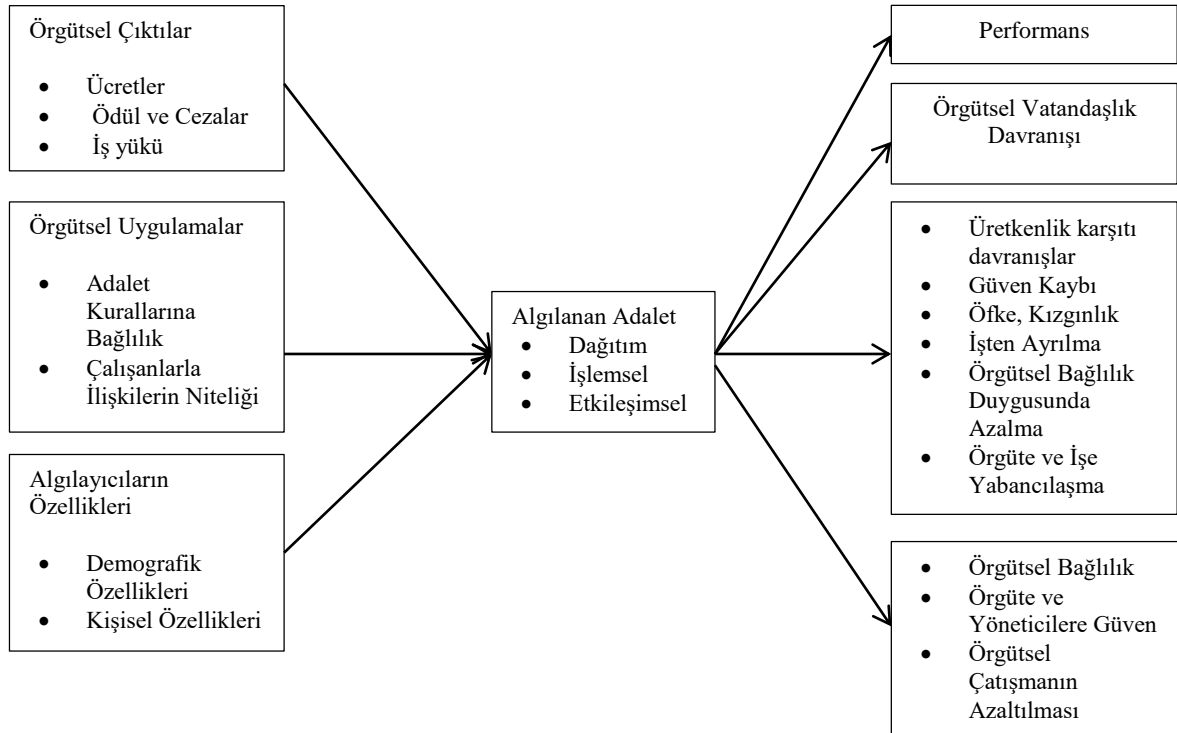 Örgütsel Çıktılar
• Ücretler
• Ödül ve Cezalar
• İş yükü
Örgütsel Uygulamalar
• Adalet
Kurallarına
Bağlılık
• Çalışanlarla
İlişkilerin Niteliği
Algılayıcıların
Özellikleri
• Demografik
Özellikleri
• Kişisel Özellikleri
Algılanan Adalet
• Dağıtım
• İşlemsel
• Etkileşimsel
Performans
Örgütsel Vatandaşlık
Davranışı
• Üretkenlik karşıtı
davranışlar
• Güven Kaybı
• Öfke, Kızgınlık
• İşten Ayrılma
• Örgütsel Bağlılık
Duygusunda
Azalma
• Örgüte ve İşe
Yabancılaşma
• Örgütsel Bağlılık
• Örgüte ve
Yöneticilere Güven
• Örgütsel
Çatışmanın
Azaltılması